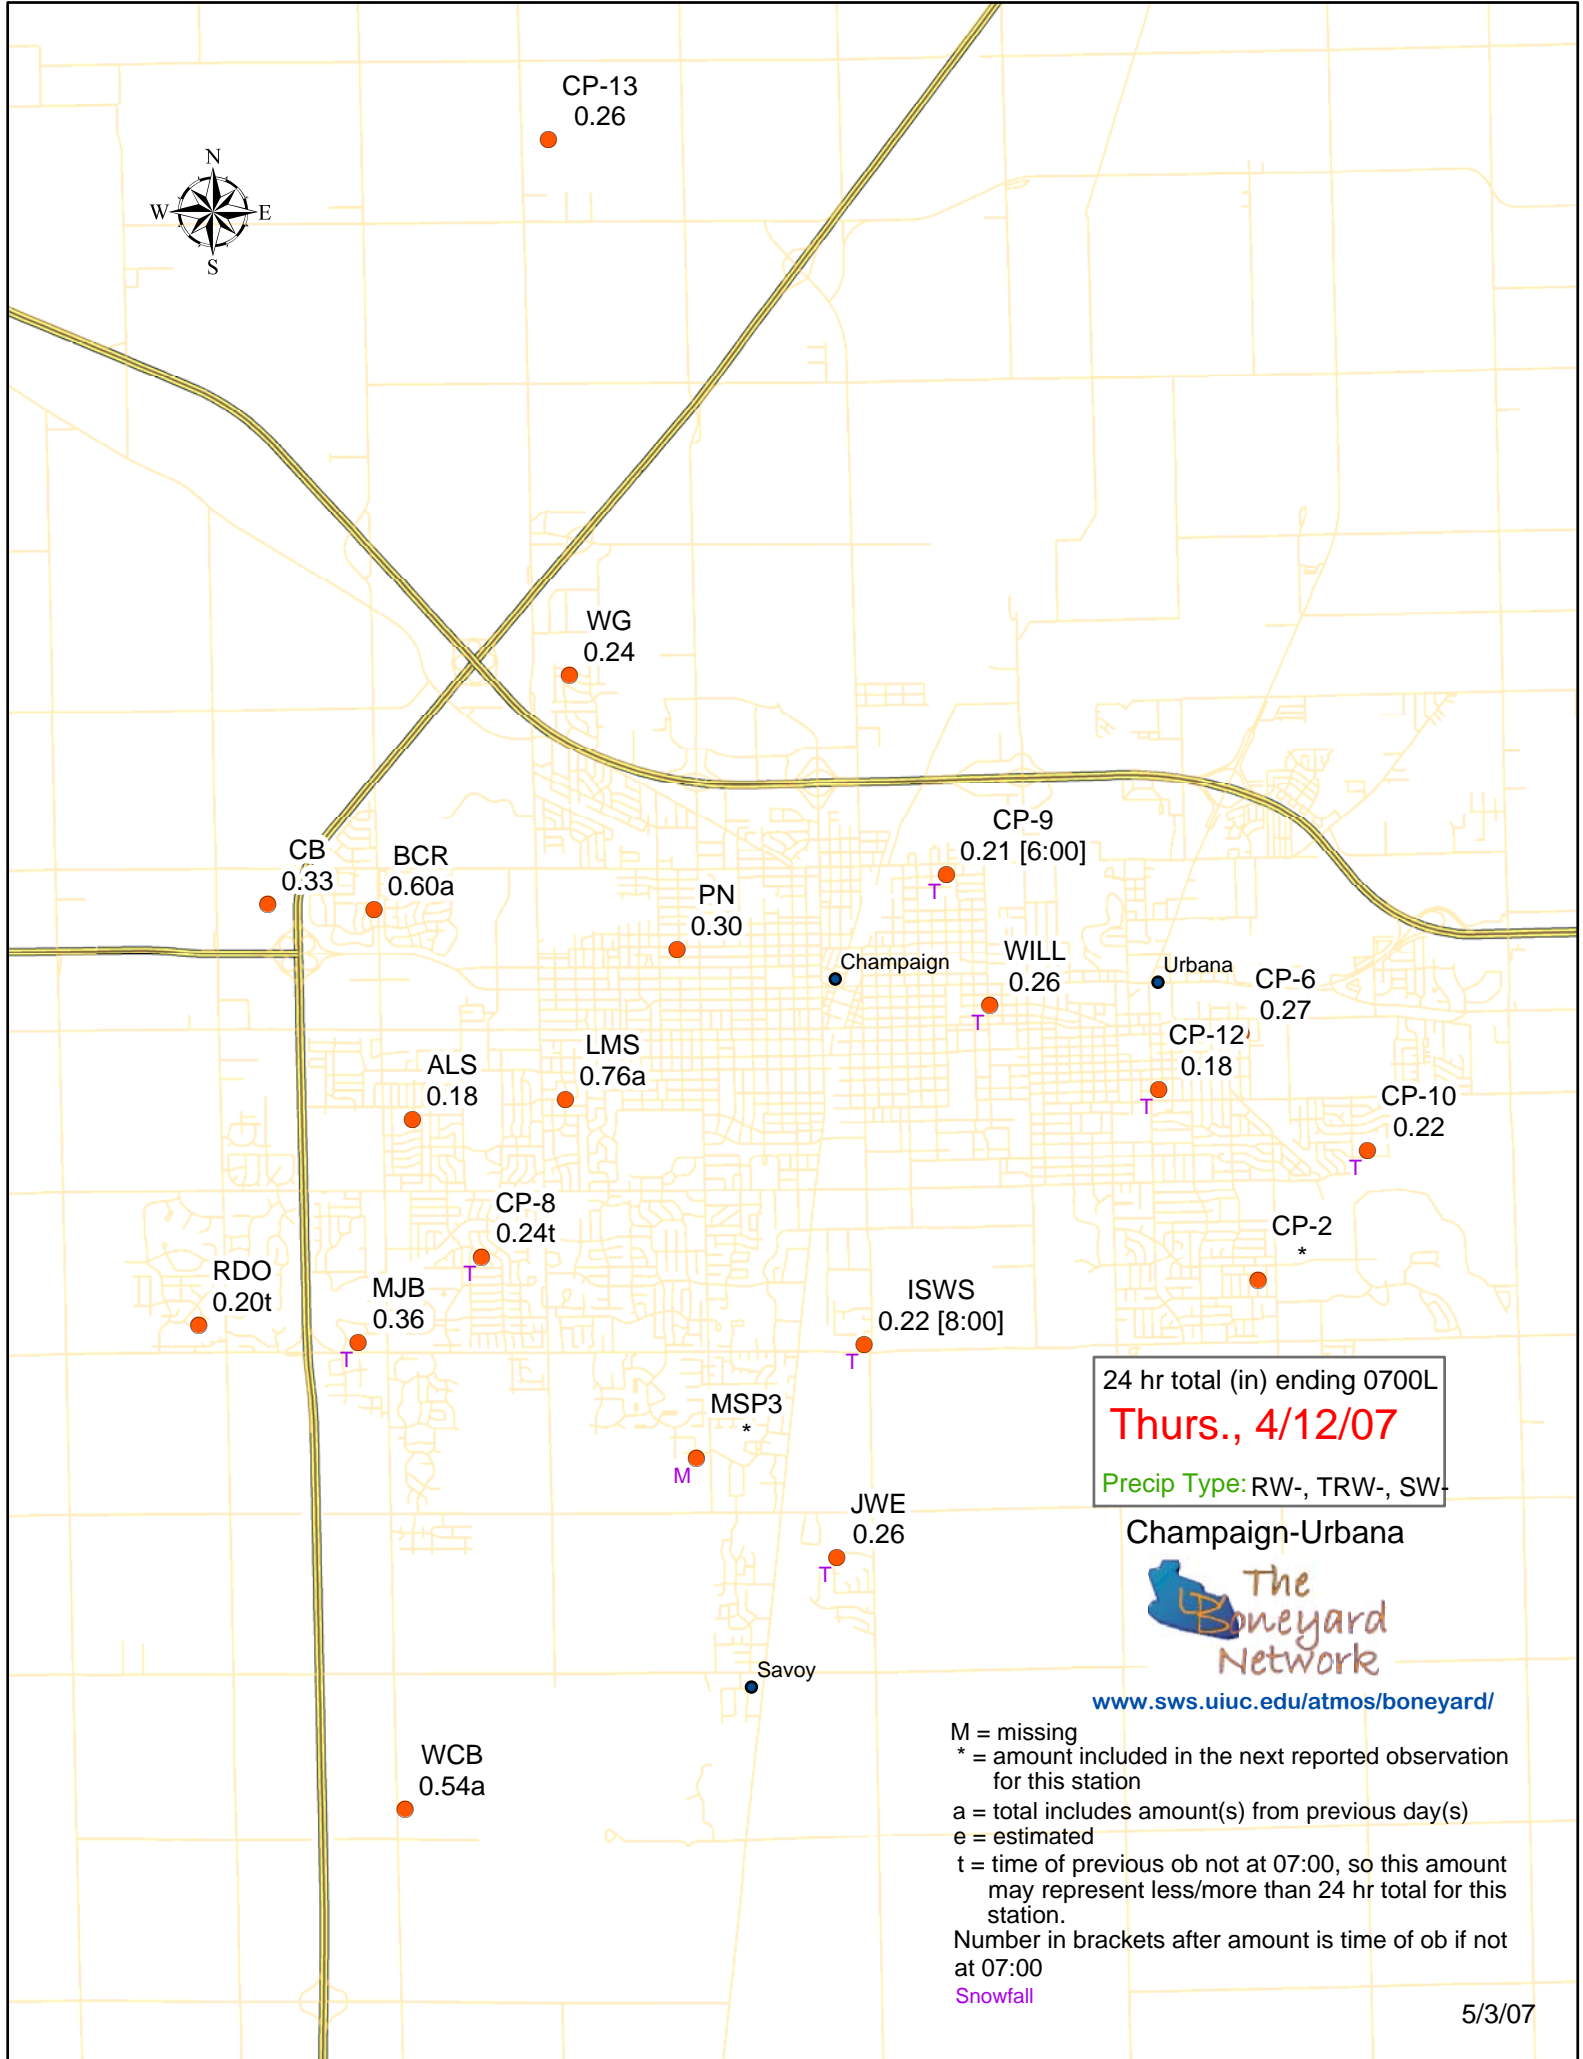 CP-13
0.26
N
W
E
S
WG
0.24
CP-9
0.21 [6:00]
T
CB
0.33
BCR
0.60a
PN
0.30
Champaign
WILL
0.26
T
Urbana
CP-6
0.27
CP-12
0.18
T
LMS
0.76a
ALS
0.18
CP-10
0.22
T
CP-8
0.24t
T
CP-2
*
RDO
0.20t
MJB
0.36
T
ISWS
0.22 [8:00]
T
MSP3
*
M
JWE
0.26
T
24 hr total (in) ending 0700L
Thurs., 4/12/07
Precip Type: RW-, TRW-, SW-
Champaign-Urbana
The
Boneyard
Network
www.sws.uiuc.edu/atmos/boneyard/
Savoy
WCB
0.54a
M = missing
* = amount included in the next reported observation
for this station
a = total includes amount(s) from previous day(s)
e = estimated
t = time of previous ob not at 07:00, so this amount
may represent less/more than 24 hr total for this
station.
Number in brackets after amount is time of ob if not
at 07:00
Snowfall
5/3/07